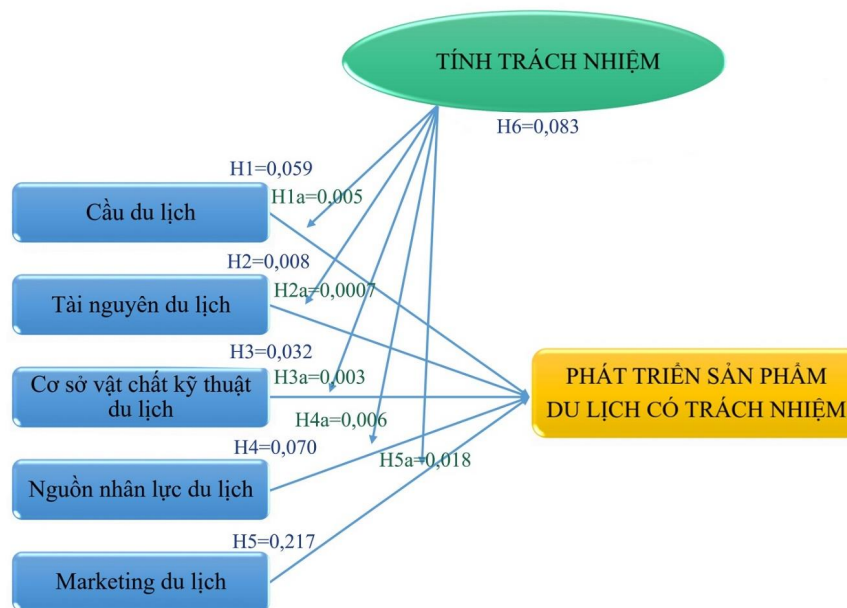 TÍNH TRÁCH NHIỆM
H6=0,083
H1=0,059
H1a=0,005
Cầu du lịch
H2=0,008
H2a=0,0007
Tài nguyên du lịch
H3=0,032
H3a=0,003
Cơ sở vật chất kỹ thuật
du lịch
PHÁT TRIỂN SẢN PHẨM
DU LỊCH CÓ TRÁCH NHIỆM
H4a=0,006
H4=0,070
H5a=0,018
Nguồn nhân lực du lịch
H5=0,217
Marketing du lịch